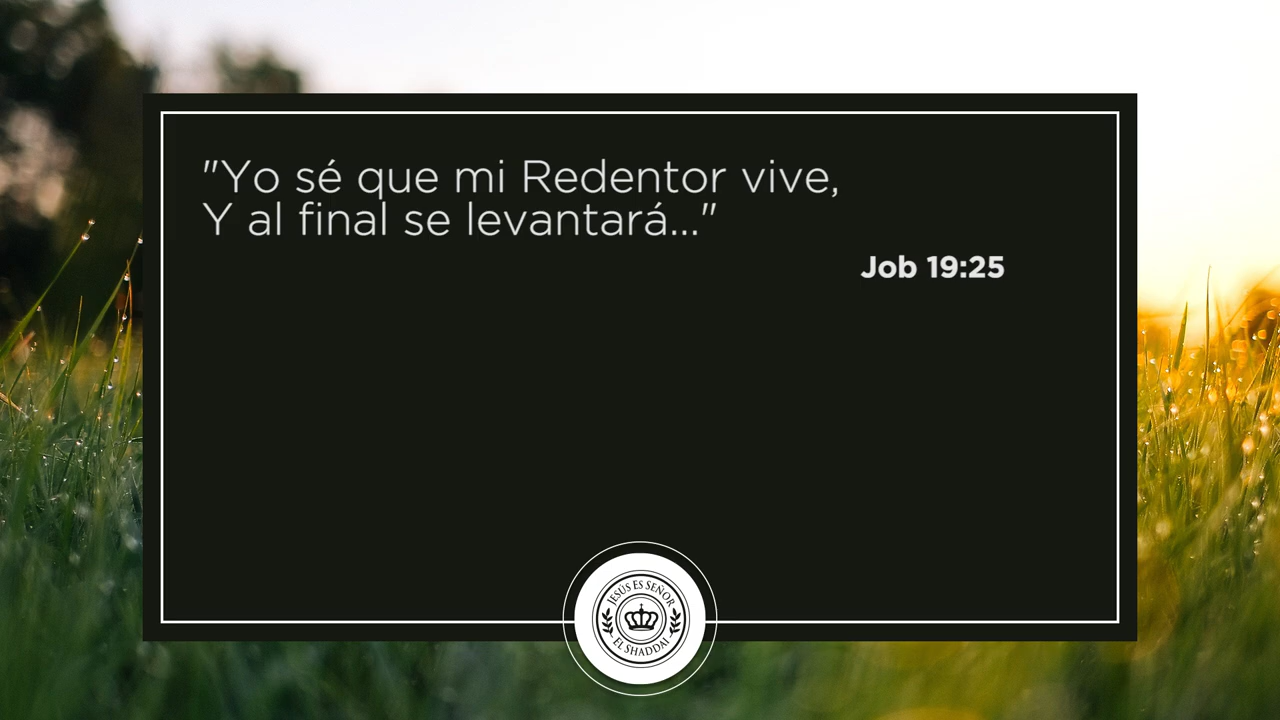 "Yo sé que mi Redentor vive,
Y al final se levantará..."
Job 19:25
JESÚS ES SEÑOR
EL SHADDAI